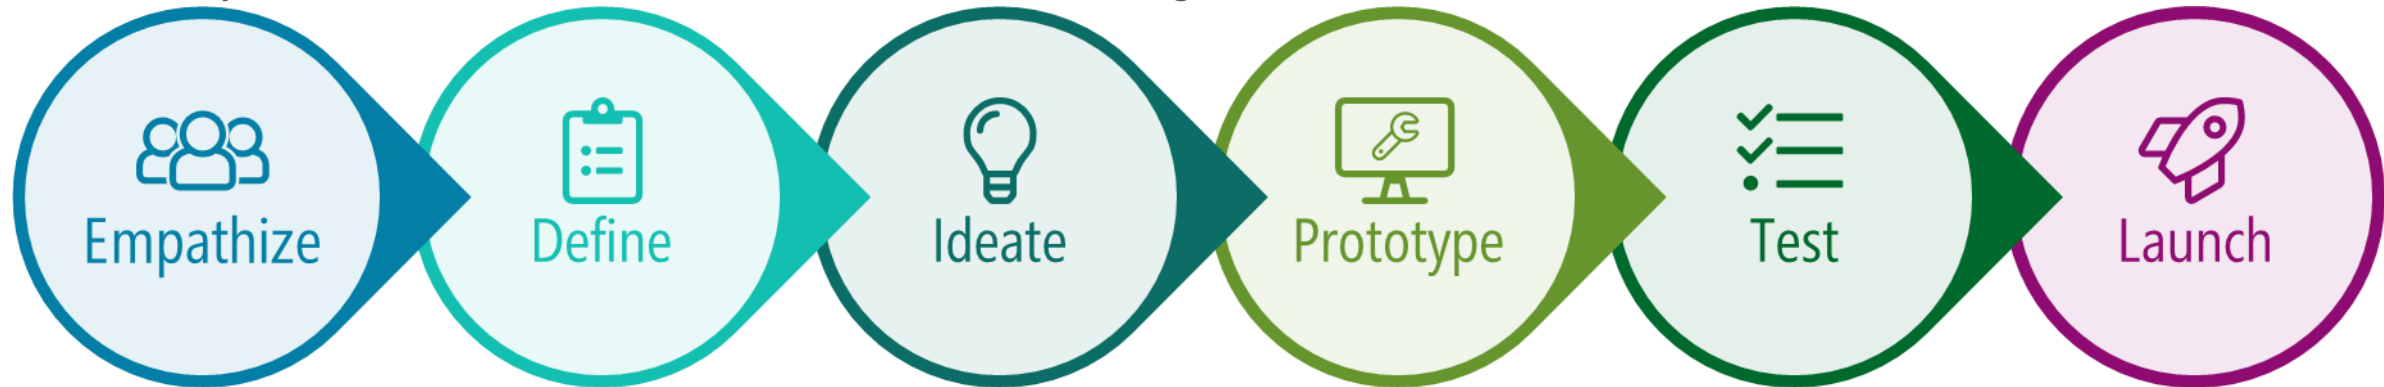 Empathize
Define
Ideate
Prototype
Test
Launch